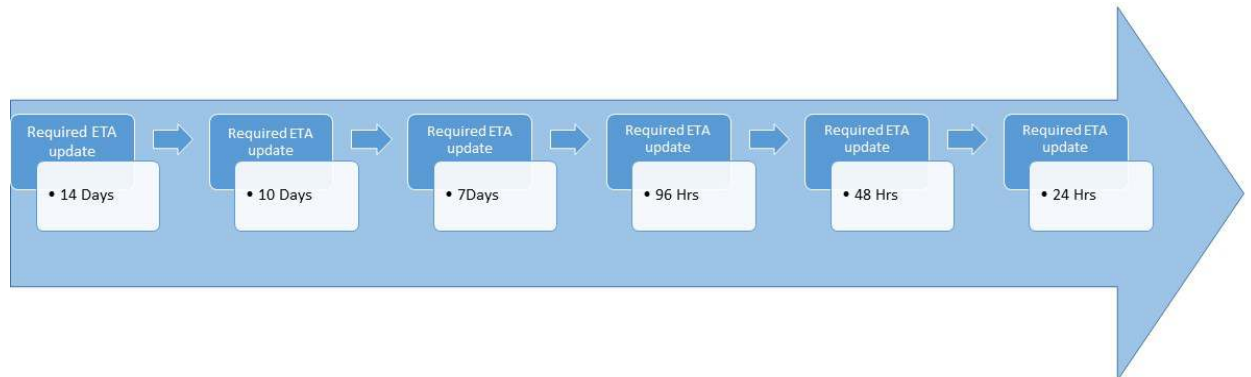 Required ETA
update
• 14 Days
Required ETA
update
• 10 Days
Required ETA
update
• 7Days
Required ETA
update
• 96 Hrs
Required ETA
update
• 48 Hrs
Required ETA
update
• 24 Hrs